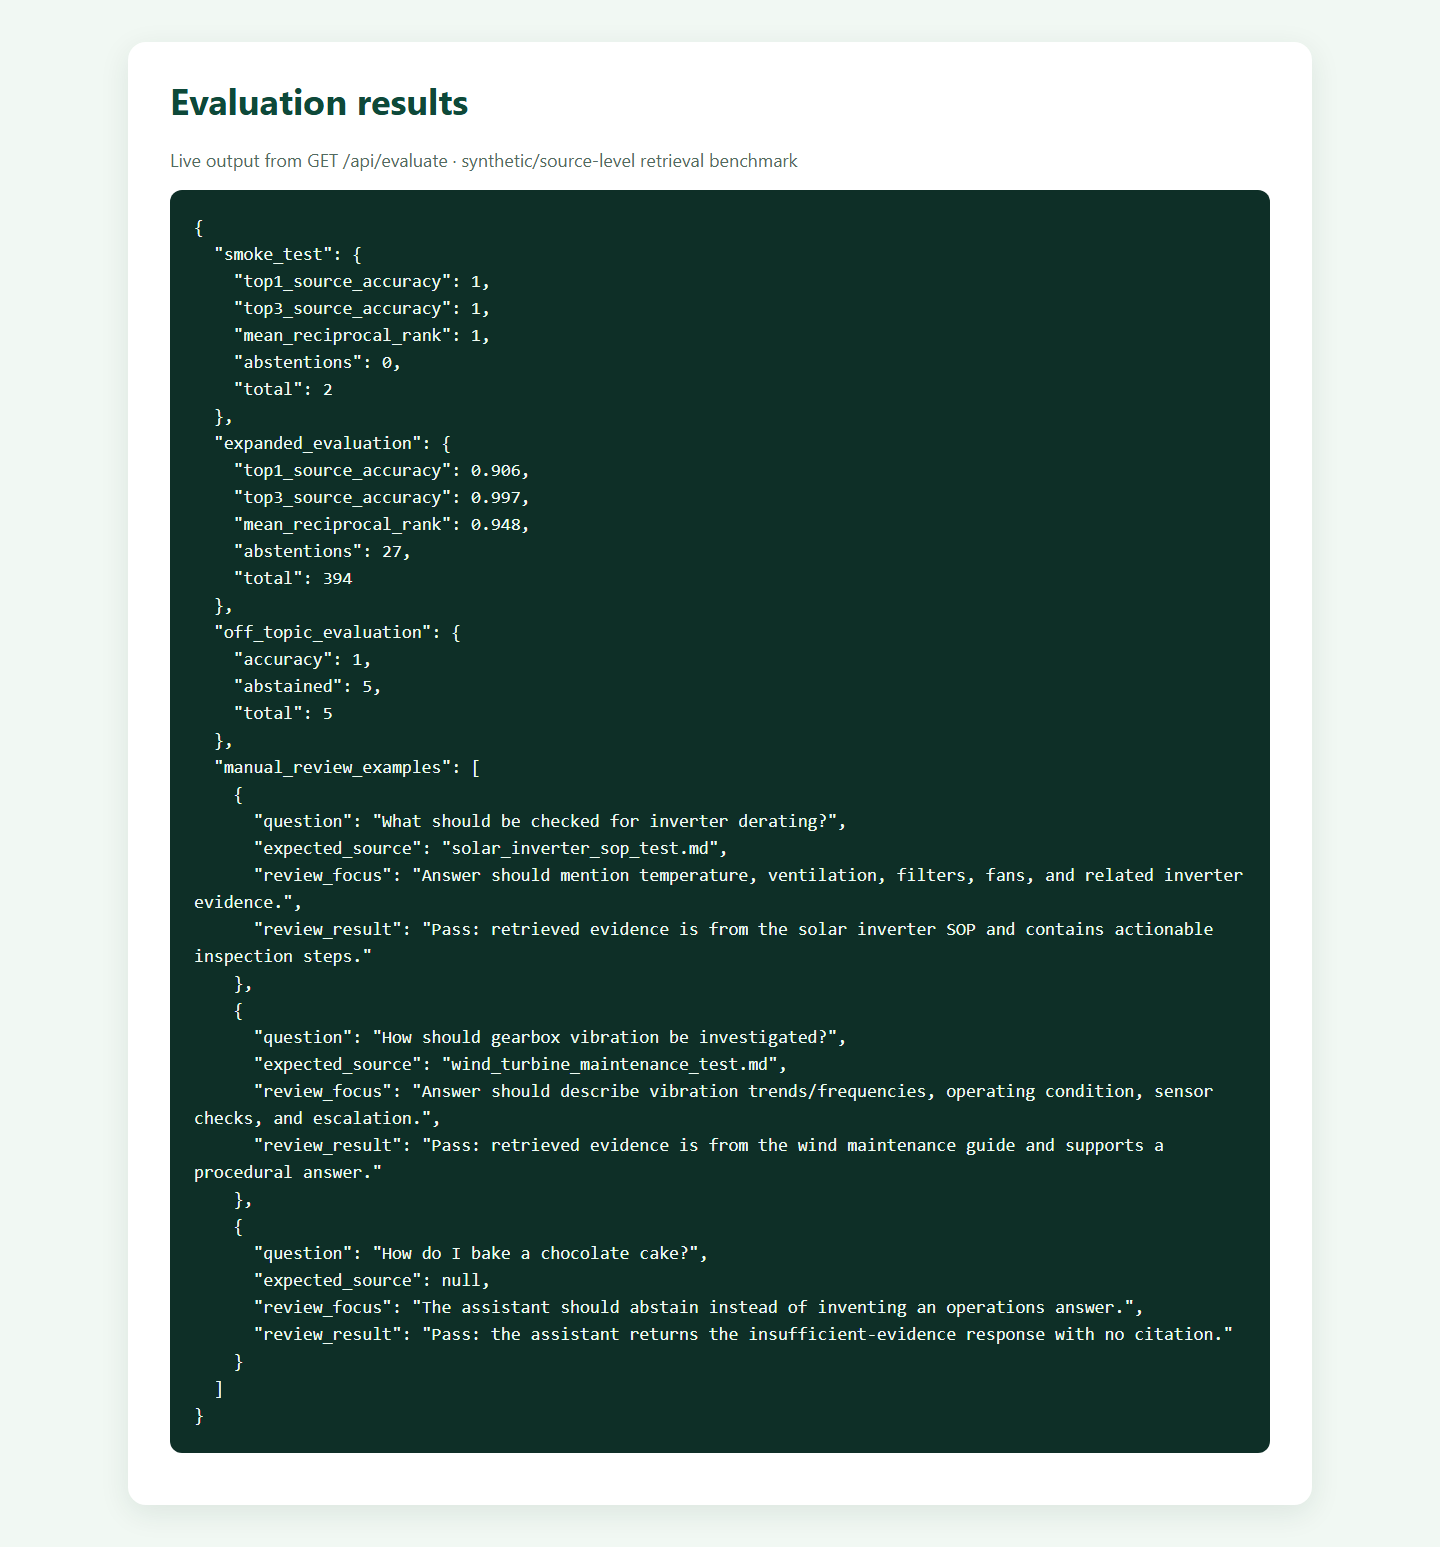 Evaluation results
Live output from GET /api/evaluate · synthetic/source-level retrieval benchmark
{
  "smoke_test": {
    "top1_source_accuracy": 1,
    "top3_source_accuracy": 1,
    "mean_reciprocal_rank": 1,
    "abstentions": 0,
    "total": 2
  },
  "expanded_evaluation": {
    "top1_source_accuracy": 0.906,
    "top3_source_accuracy": 0.997,
    "mean_reciprocal_rank": 0.948,
    "abstentions": 27,
    "total": 394
  },
  "off_topic_evaluation": {
    "accuracy": 1,
    "abstained": 5,
    "total": 5
  },
  "manual_review_examples": [
    {
      "question": "What should be checked for inverter derating?",
      "expected_source": "solar_inverter_sop_test.md",
      "review_focus": "Answer should mention temperature, ventilation, filters, fans, and related inverter
evidence.",
      "review_result": "Pass: retrieved evidence is from the solar inverter SOP and contains actionable
inspection steps."
    },
    {
      "question": "How should gearbox vibration be investigated?",
      "expected_source": "wind_turbine_maintenance_test.md",
      "review_focus": "Answer should describe vibration trends/frequencies, operating condition, sensor
checks, and escalation.",
      "review_result": "Pass: retrieved evidence is from the wind maintenance guide and supports a
procedural answer."
    },
    {
      "question": "How do I bake a chocolate cake?",
      "expected_source": null,
      "review_focus": "The assistant should abstain instead of inventing an operations answer.",
      "review_result": "Pass: the assistant returns the insufficient-evidence response with no citation."
    }
  ]
}